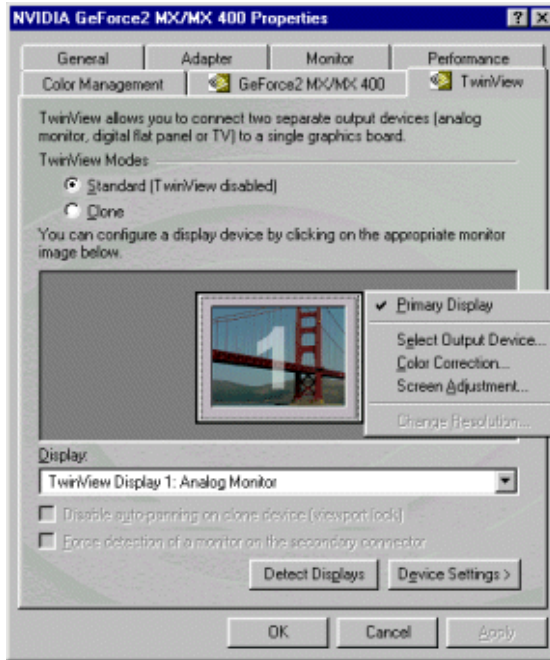 NVIDIA GeForce2 MX/MX 400 Properties
General Adapter Monitor Performance
Color Management GeForce2 MX/MX 400 TwinView
TwinView allows you to connect two separate output devices (analog
monitor, digital flat panel or TV) to a single graphics board.
TwinView Modes
Standard (TwinView disabled)
Clone
You can configure a display device by clicking on the appropriate monitor
image below.
1
Primary Display
Select Output Device...
Color Correction...
Screen Adjustment...
Change Resolution...
Display:
TwinView Display 1: Analog Monitor
Disable auto-panning on clone device (viewport lock)
Force detection of a monitor on the secondary connector
Detect Displays Device Settings >
OK Cancel Apply